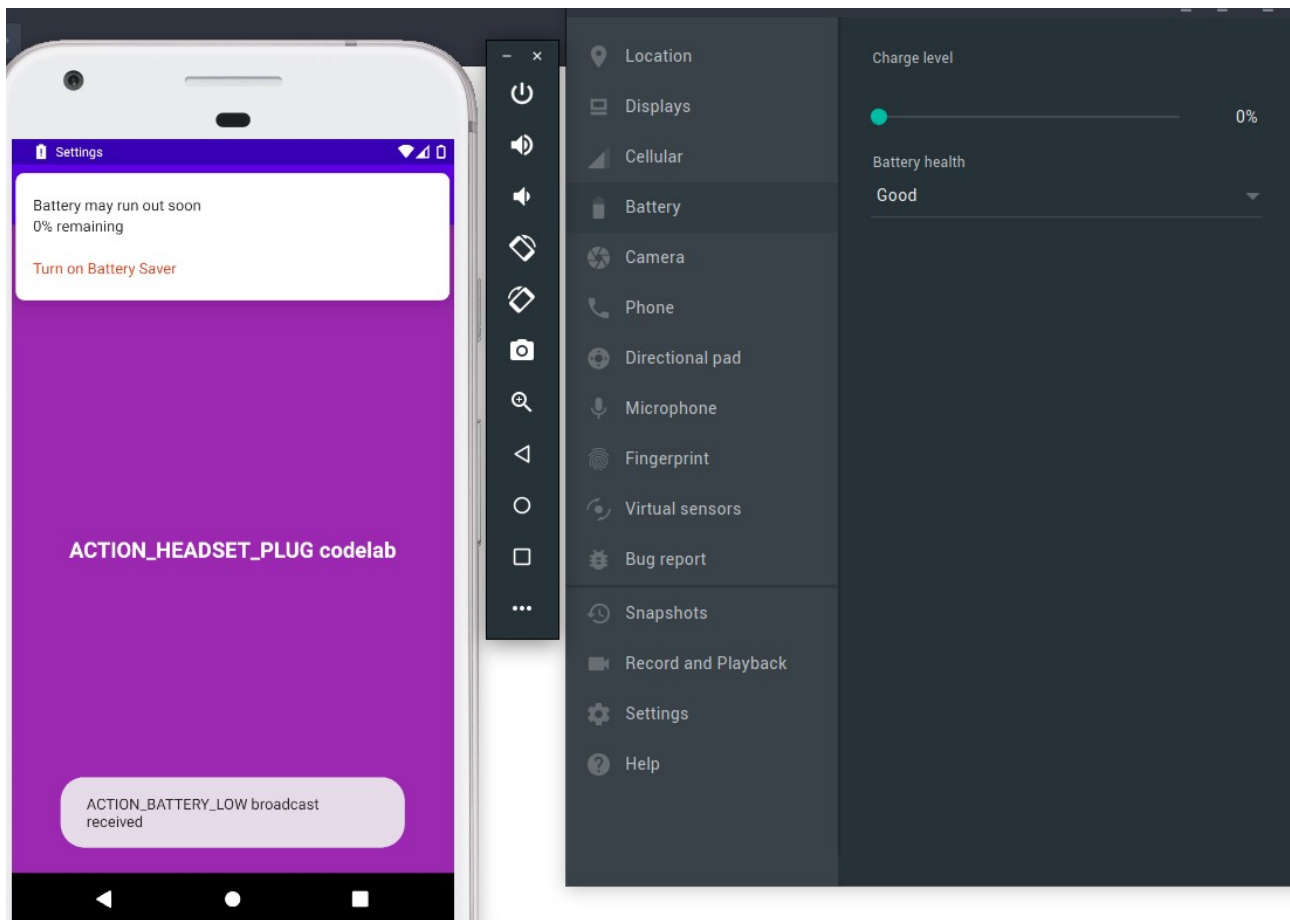 Settings
Battery may run out soon
0% remaining
Turn on Battery Saver
ACTION_HEADSET_PLUG codelab
ACTION_BATTERY_LOW broadcast
received
Location
Displays
Cellular
Battery
Camera
Phone
Directional pad
Microphone
Fingerprint
Virtual sensors
Bug report
Snapshots
Record and Playback
Settings
Help
Charge level
0%
Battery health
Good